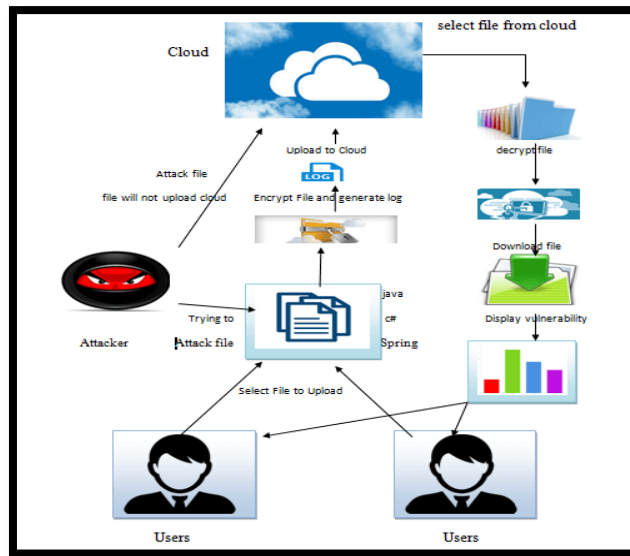 select file from cloud
Cloud
Upload to Cloud
decrypt file
Attack file
LOG
file will not upload cloud
Encrypt File and generate log
Download file
java
Trying to
c#
Display vulnerability
Attacker
Attack file
Spring
Select File to Upload
Users
Users